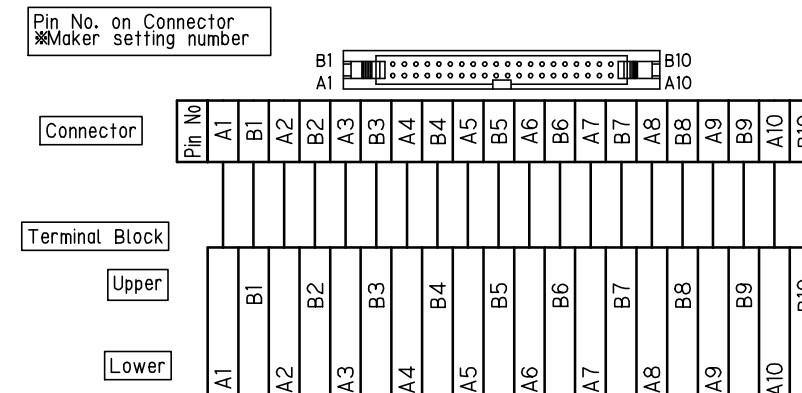 Pin No. on Connector
※Maker setting number
B1 B10
A1 A10
Connector
Pin No A1 B1 A2 B2 A3 B3 A4 B4 A5 B5 A6 B6 A7 B7 A8 B8 A9 B9 A10 B10
Terminal Block
Upper
B1 B2 B3 B4 B5 B6 B7 B8 B9 B10
Lower
A1 A2 A3 A4 A5 A6 A7 A8 A9 A10